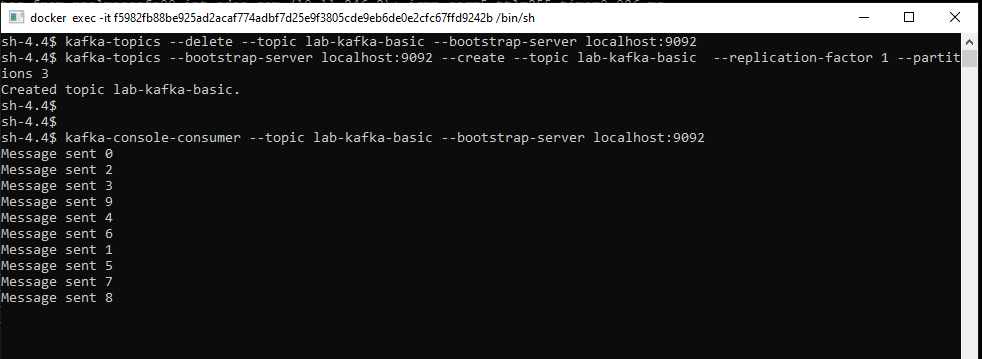 docker exec -it f5982fb88be925ad2acaf774adbf7d25e9f3805cde9eb6de0e2cfc67ffd9242b /bin/sh
sh-4.4$ kafka-topics --delete --topic lab-kafka-basic --bootstrap-server localhost:9092
sh-4.4$ kafka-topics --bootstrap-server localhost:9092 --create --topic lab-kafka-basic  --replication-factor 1 --partit
ions 3
Created topic lab-kafka-basic.
sh-4.4$
sh-4.4$
sh-4.4$ kafka-console-consumer --topic lab-kafka-basic --bootstrap-server localhost:9092
Message sent 0
Message sent 2
Message sent 3
Message sent 9
Message sent 4
Message sent 6
Message sent 1
Message sent 5
Message sent 7
Message sent 8